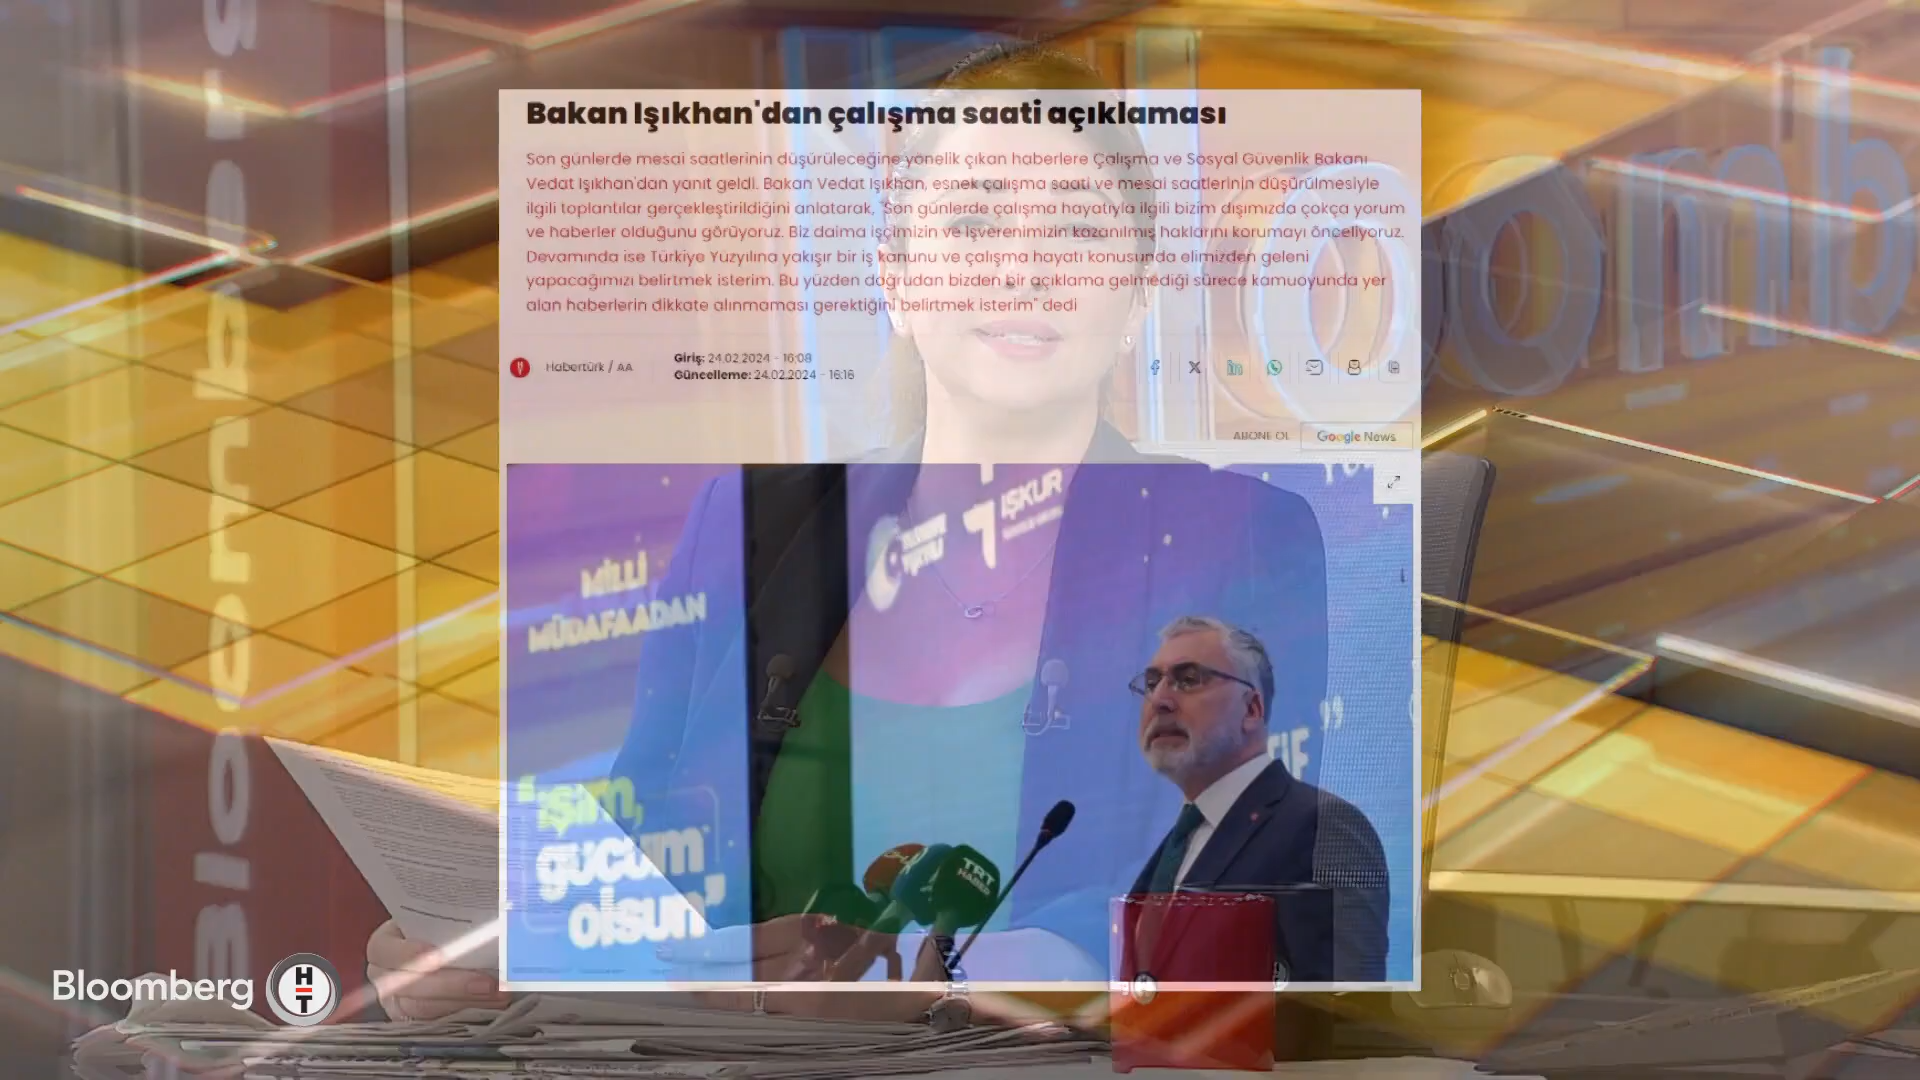 Bakan Işıkhan'dan çalışma saati açıklaması
Son günlerde mesai saatlerinin düşürüleceğine yönelik çıkan haberlere Çalışma ve Sosyal Güvenlik Bakanı
Vedat Işıkhan'dan yanıt geldi. Bakan Vedat Işıkhan, esnek çalışma saati ve mesai saatlerinin düşürülmesiyle
ilgili toplantılar gerçekleştirildiğini anlatarak, "Son günlerde çalışma hayatıyla ilgili bizim dışımızda çokça yorum
ve haberler olduğunu görüyoruz. Biz daima işçimizin ve işverenimizin kazanılmış haklarını korumayı önceliyoruz.
Devamında ise Türkiye Yüzyılına yakışır bir iş kanunu ve çalışma hayatı konusunda elimizden geleni
yapacağımızı belirtmek isterim. Bu yüzden doğrudan bizden bir açıklama gelmediği sürece kamuoyunda yer
alan haberlerin dikkate alınmaması gerektiğini belirtmek isterim" dedi
Habertürk / AA
Giriş: 24.02.2024 - 16:08
Güncelleme: 24.02.2024 - 16:16
ABONE OL
Google News
İŞKUR
MİLLİ
MÜDAFAADAN
"işim,
gücüm
olsun"
TRT
HABER
Bloomberg
Bloomberg HT
oomb